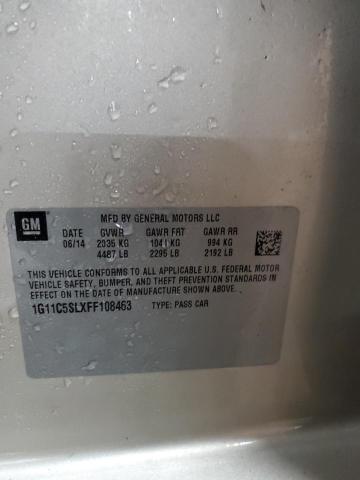 GM
MFD BY GENERAL MOTORS LLC
DATE GVWR GAWR FRT GAWR RR
06/14 2035 KG 1041 KG 994 KG
4487 LB 2295 LB 2192 LB
THIS VEHICLE CONFORMS TO ALL APPLICABLE U.S. FEDERAL MOTOR
VEHICLE SAFETY, BUMPER, AND THEFT PREVENTION STANDARDS
IN EFFECT ON THE DATE OF MANUFACTURE SHOWN ABOVE.
1G11C5SLXFF108463 TYPE: PASS CAR